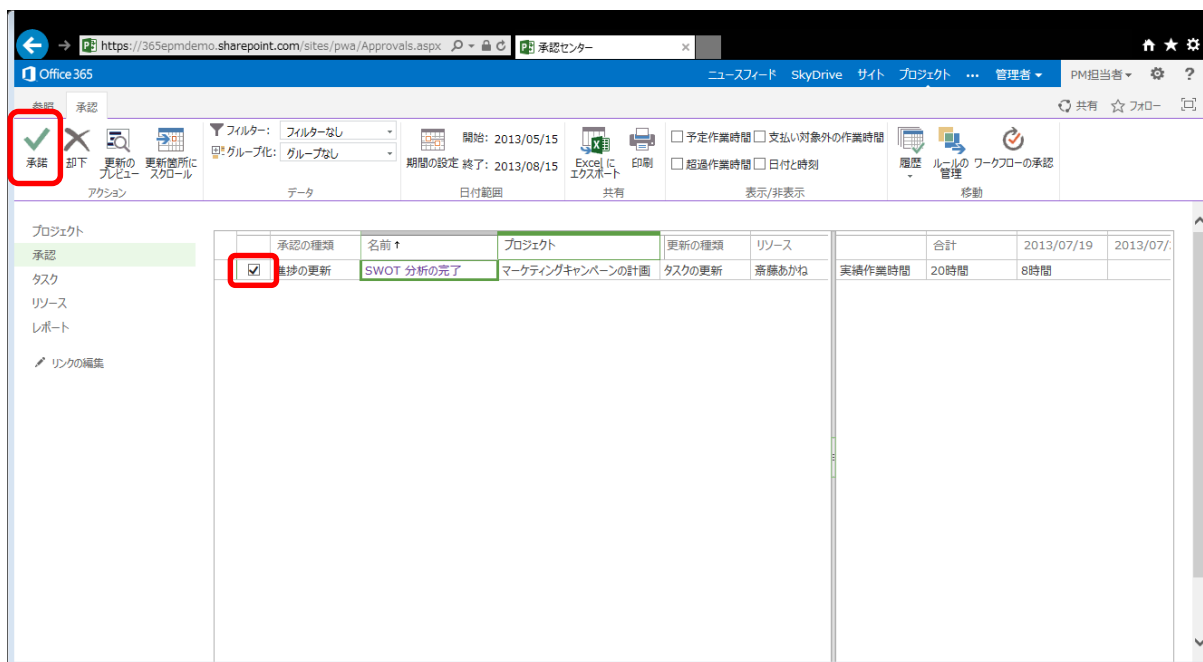 https://365epmdemo.sharepoint.com/sites/pwa/Approvals.aspx 承認センター ×
Office 365 ニュースフィード SkyDrive サイト プロジェクト ... 管理者 PM担当者 ?
参照 承認 共有 フォロー
承諾 却下 更新のプレビュー 更新箇所にスクロール
アクション
フィルター: フィルターなし
グループ化: グループなし
データ
期間の設定 開始: 2013/05/15
終了: 2013/08/15
日付範囲
Excel に エクスポート 印刷
共有
予定作業時間 支払い対象外の作業時間
超過作業時間 日付と時刻
表示/非表示
履歴 ルールの管理 ワークフローの承認
移動
プロジェクト
承認
タスク
リソース
レポート
リンクの編集
承認の種類 名前 プロジェクト 更新の種類 リソース 合計 2013/07/19 2013/07/
進捗の更新 SWOT 分析の完了 マーケティングキャンペーンの計画 タスクの更新 斎藤あかね 実績作業時間 20時間 8時間